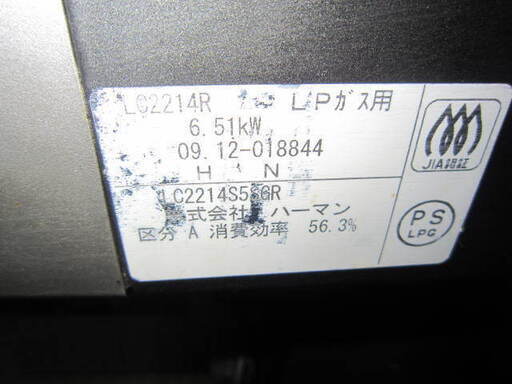 LC2214R LPガス用
6.51kW
09.12-018844
H N
JIA認証
株式会社 ハーマン
区分 A 消費効率 56.3%
PS
LPG